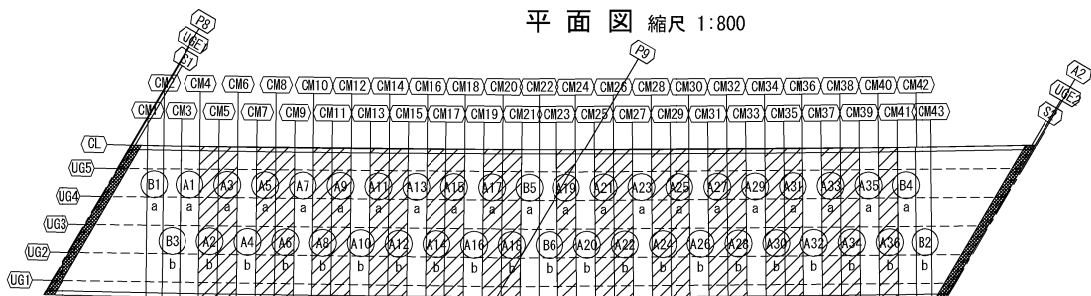 平面図 縮尺 1:800
P8
UGE1
S1
P9
A2
UGE2
CM2 CM4 CM6 CM8 CM10 CM12 CM14 CM16 CM18 CM20 CM22 CM24 CM26 CM28 CM30 CM32 CM34 CM36 CM38 CM40 CM42
CM1 CM3 CM5 CM7 CM9 CM11 CM13 CM15 CM17 CM19 CM21 CM23 CM25 CM27 CM29 CM31 CM33 CM35 CM37 CM39 CM41 CM43
CL
UG5
B1 A1 A3 A5 A7 A9 A11 A13 A15 A17 B5 A19 A21 A23 A25 A27 A29 A31 A33 A35 B4
UG4
a a a a a a a a a a a a a a a a a a a a a
UG3
B3 A2 A4 A6 A8 A10 A12 A14 A16 A18 B6 A20 A22 A24 A26 A28 A30 A32 A34 A36 B2
UG2
b b b b b b b b b b b b b b b b b b b b b
UG1